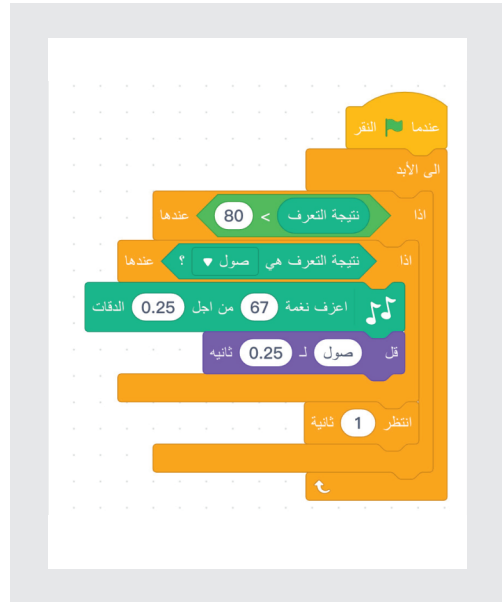 عندما النقر
الى الأبد
اذا نتيجة التعرف > 80 عندها
اذا نتيجة التعرف هي صول ؟ عندها
اعزف نغمة 67 من اجل 0.25 الدقات
قل صول لـ 0.25 ثانيه
انتظر 1 ثانية